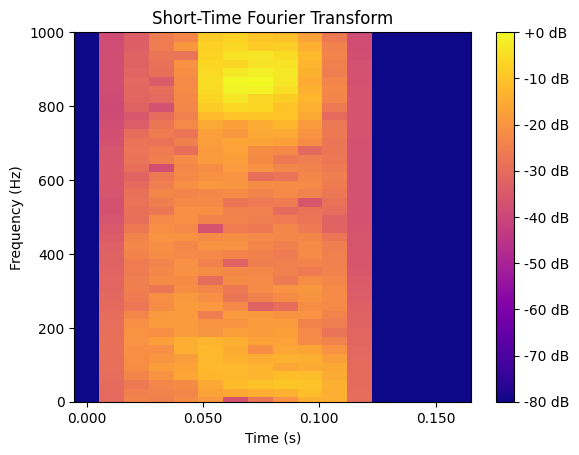 Short-Time Fourier Transform
Frequency (Hz)
1000
800
600
400
200
0
0.000
0.050
0.100
0.150
Time (s)
+0 dB
-10 dB
-20 dB
-30 dB
-40 dB
-50 dB
-60 dB
-70 dB
-80 dB